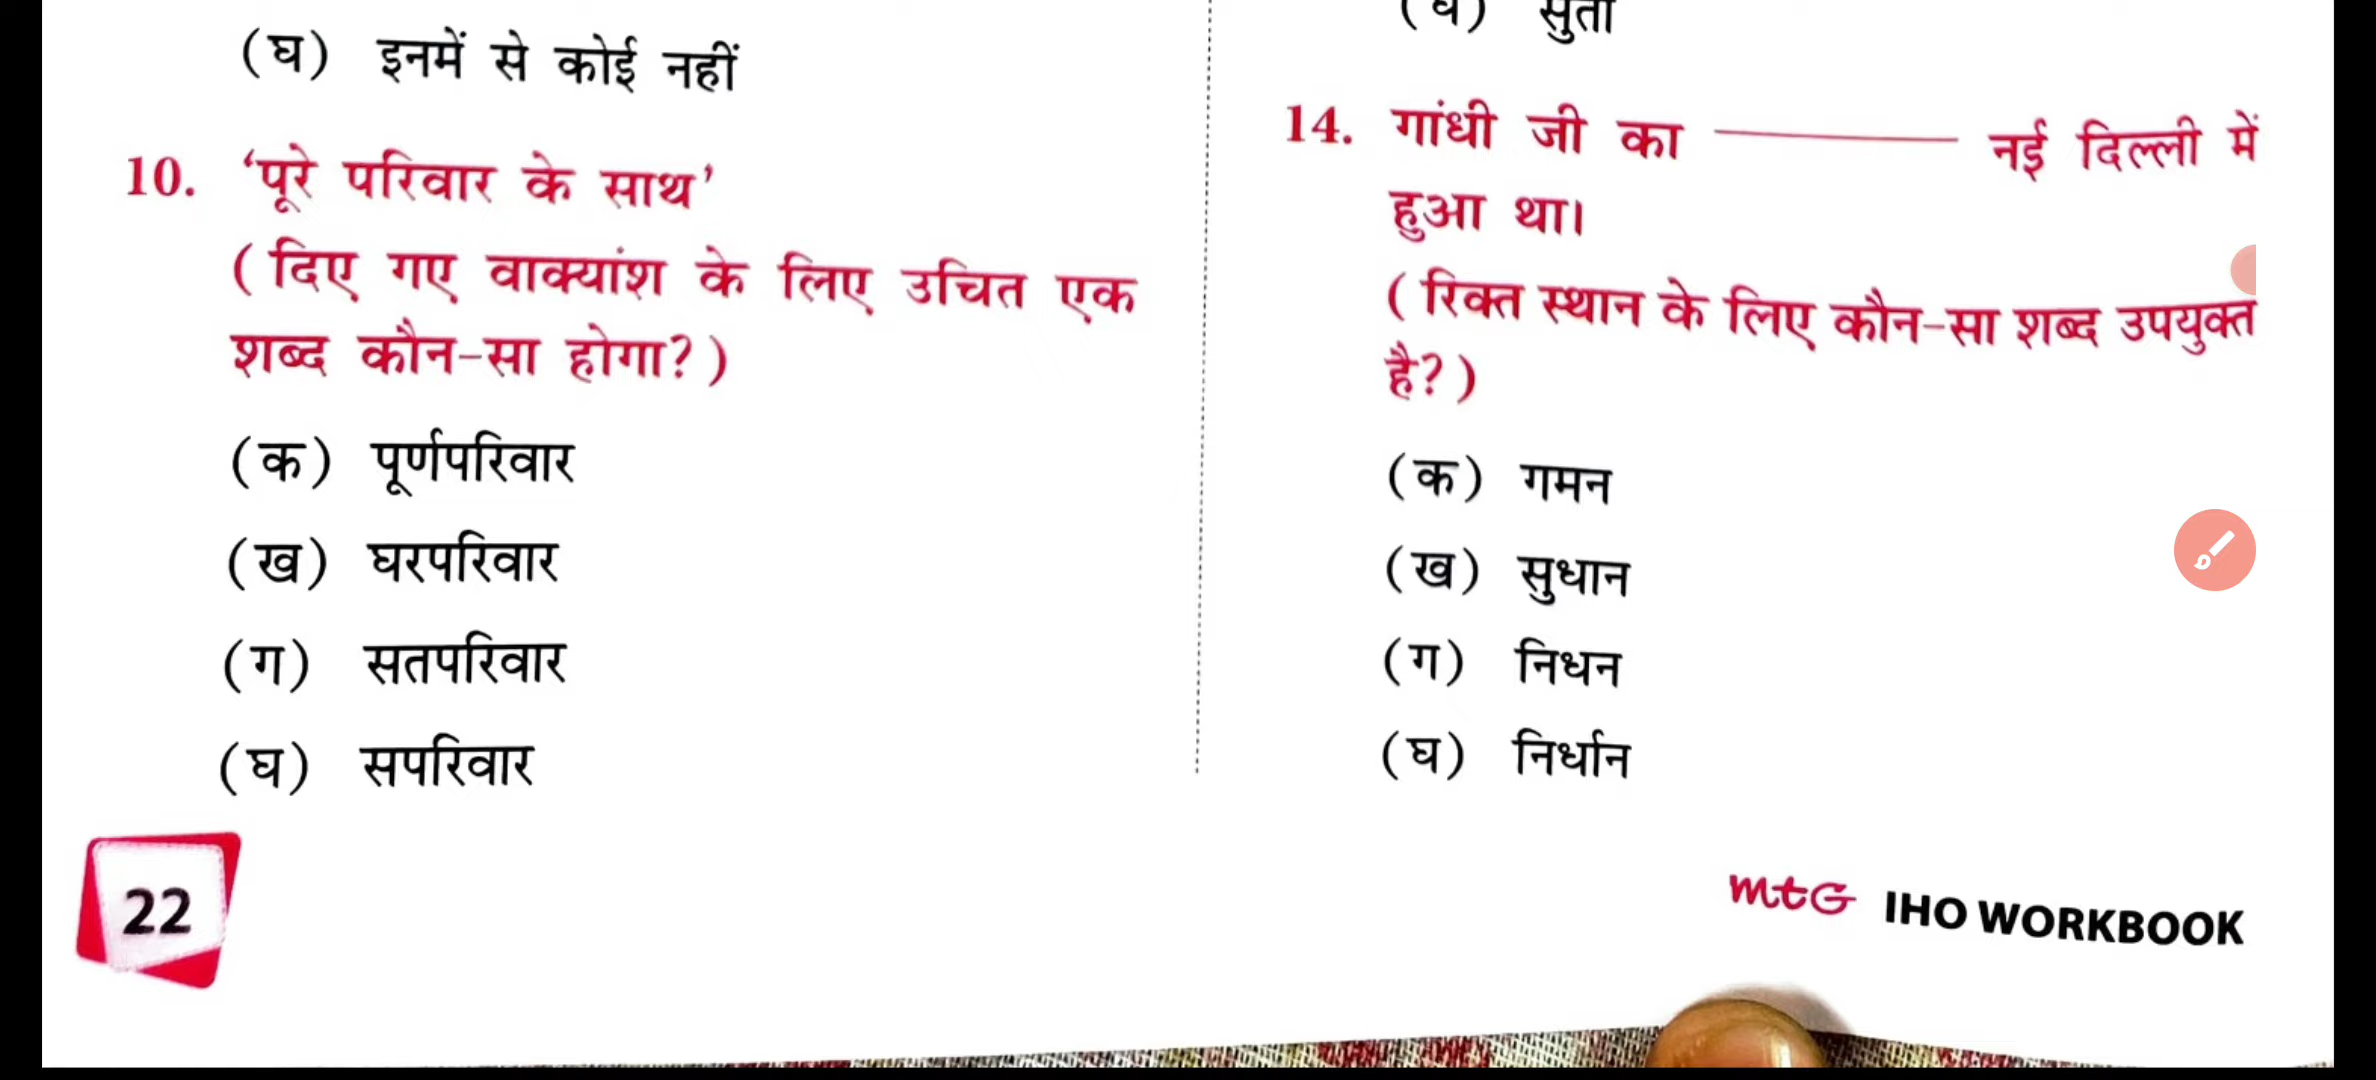 (घ) इनमें से कोई नहीं
10. ‘पूरे परिवार के साथ’
(दिए गए वाक्यांश के लिए उचित एक
शब्द कौन-सा होगा?)
(क) पूर्णपरिवार
(ख) घरपरिवार
(ग) सतपरिवार
(घ) सपरिवार
22
सुता
14. गांधी जी का ———— नई दिल्ली में
हुआ था।
(रिक्त स्थान के लिए कौन-सा शब्द उपयुक्त
है?)
(क) गमन
(ख) सुधान
(ग) निधन
(घ) निर्धान
mtG IHO WORKBOOK